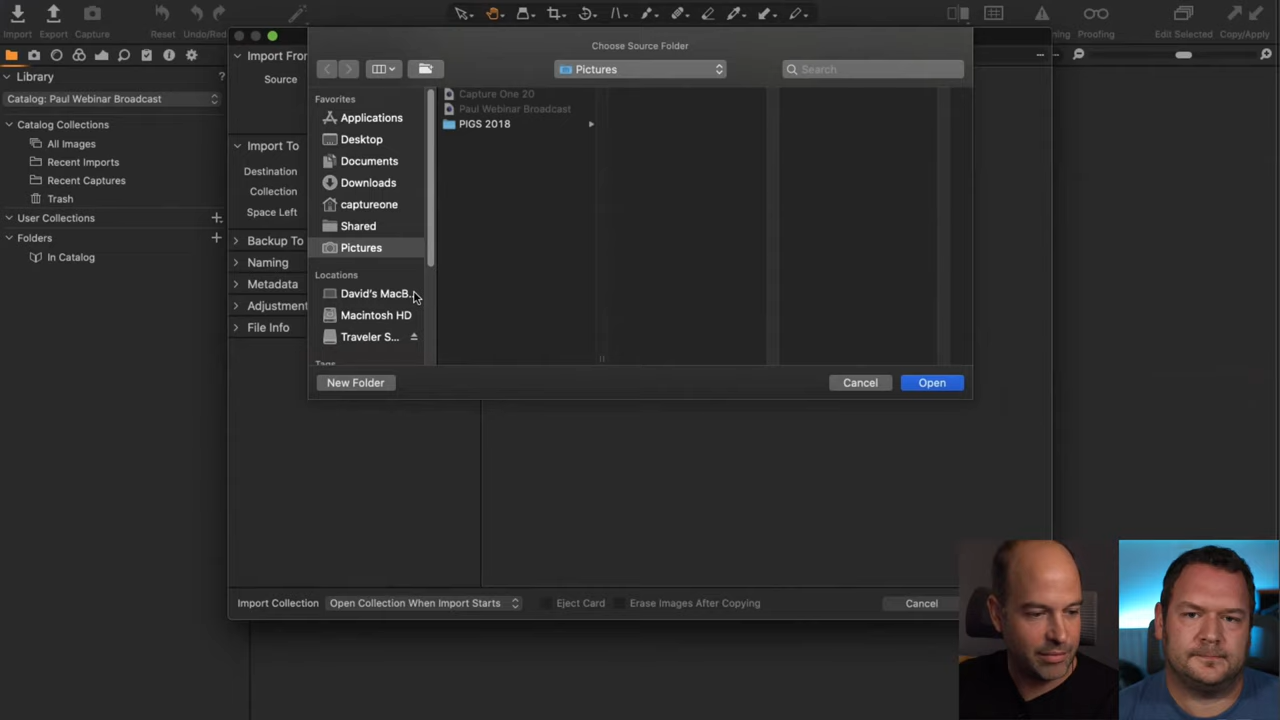 Import Export Capture Reset Undo/Red ning Proofing Edit Selected Copy/Apply
Choose Source Folder
Library ?
Catalog: Paul Webinar Broadcast
Catalog Collections
All Images
Recent Imports
Recent Captures
Trash
User Collections
Folders
In Catalog
Import From
Source
Import To
Destination
Collection
Space Left
Backup To
Naming
Metadata
Adjustmen
File Info
Pictures
Search
Favorites
Applications
Desktop
Documents
Downloads
captureone
Shared
Pictures
Locations
David's MacB...
Macintosh HD
Traveler S...
Tags
Capture One 20
Paul Webinar Broadcast
PIGS 2018
New Folder Cancel Open
Import Collection Open Collection When Import Starts Eject Card Erase Images After Copying Cancel